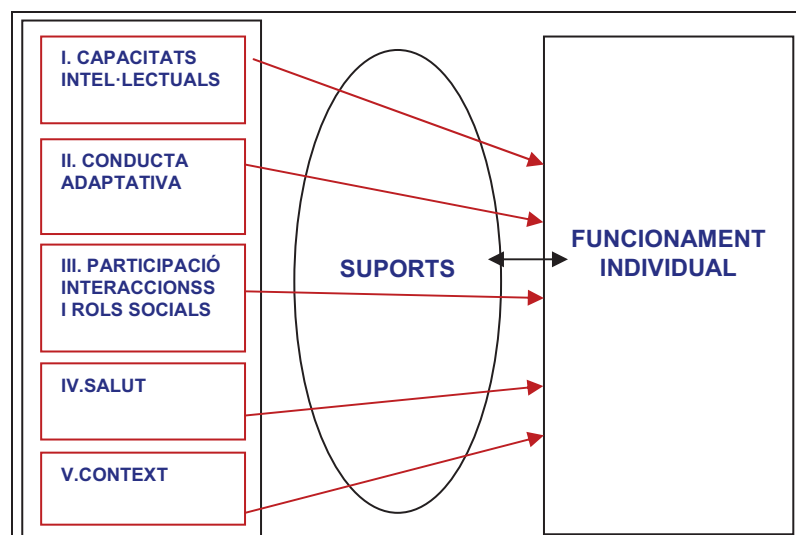 I. CAPACITATS
INTEL·LECTUALS
II. CONDUCTA
ADAPTATIVA
III. PARTICIPACIÓ
INTERACCIONSS
I ROLS SOCIALS
IV.SALUT
V.CONTEXT
SUPORTS
FUNCIONAMENT
INDIVIDUAL